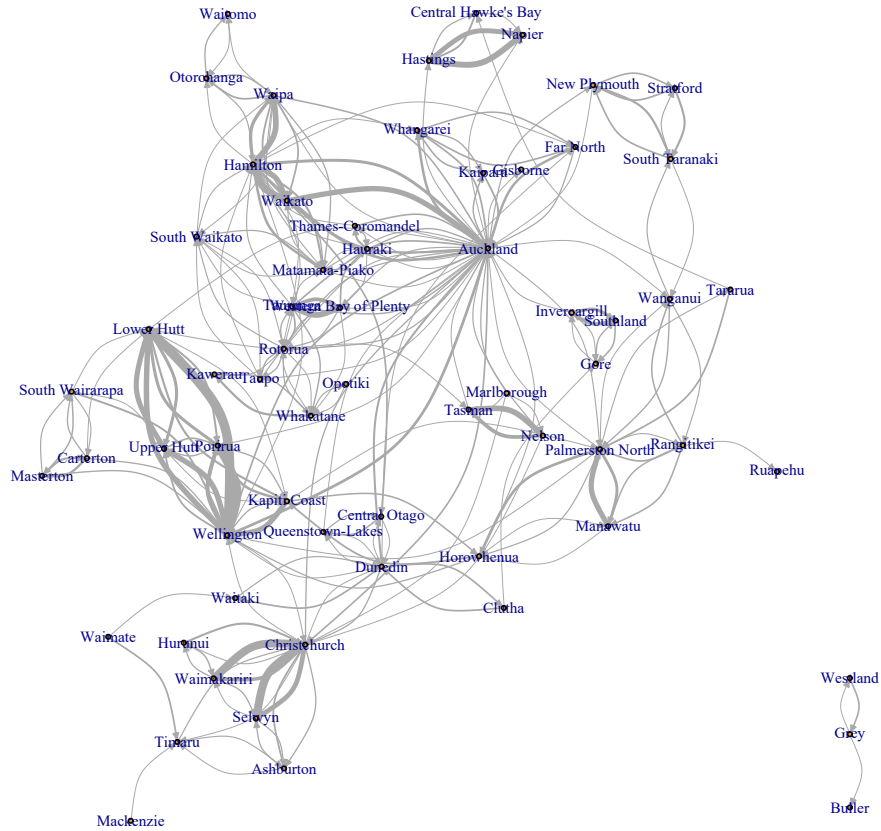 Waitomo
Central Hawke's Bay
Napier
Hastings
Otorohanga
Waipa
New Plymouth
Stratford
Whangarei
Far North
South Taranaki
Hamilton
Kaipara
Gisborne
Waikato
Thames-Coromandel
South Waikato
Hauraki
Auckland
Matamata-Piako
Tararua
Wanganui
Tauranga
Western Bay of Plenty
Invercargill
Southland
Lower Hutt
Rotorua
Gore
Kawerau
Taupo
Opotiki
South Wairarapa
Marlborough
Tasman
Whakatane
Nelson
Upper Hutt
Porirua
Palmerston North
Rangitikei
Carterton
Masterton
Ruapehu
Kapiti Coast
Central Otago
Manawatu
Wellington
Queenstown-Lakes
Horowhenua
Dunedin
Waitaki
Clutha
Waimate
Hurunui
Christchurch
Waimakariri
Westland
Selwyn
Grey
Timaru
Ashburton
Buller
Mackenzie